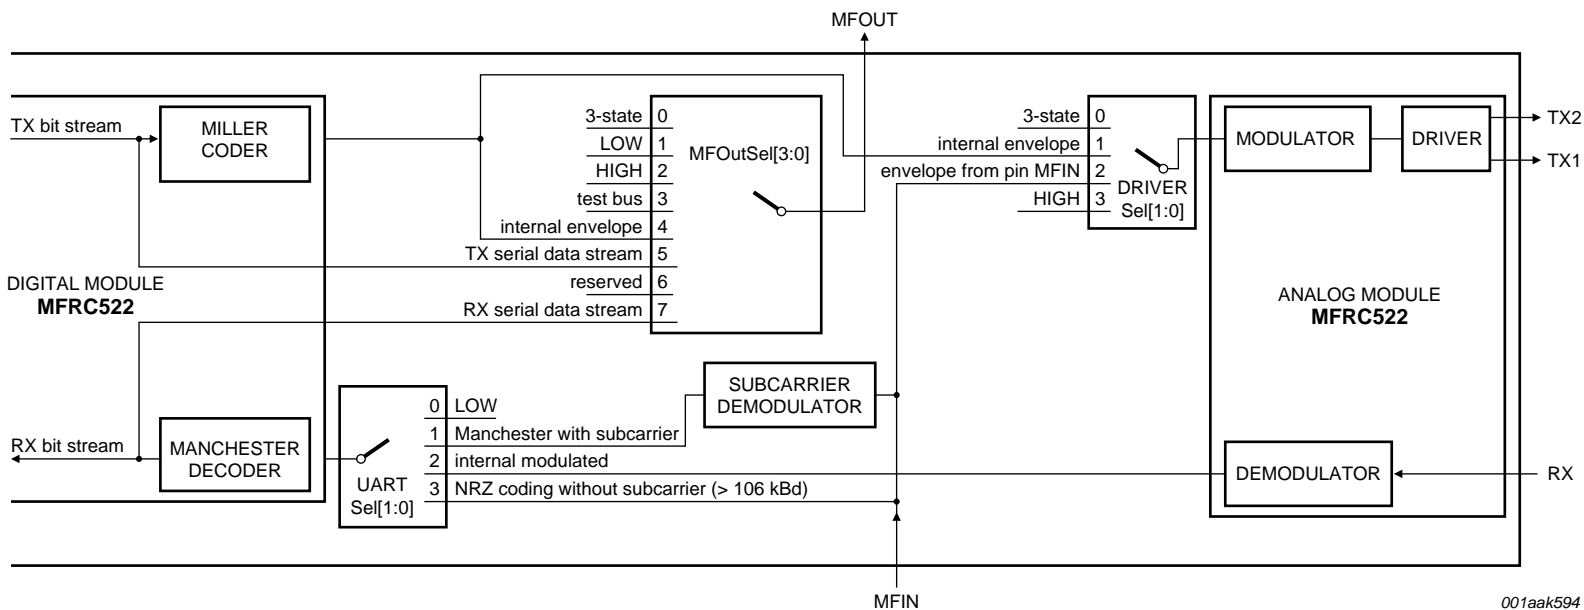 MFOUT
TX bit stream
MILLER
CODER
3-state 0
LOW 1
HIGH 2
test bus 3
internal envelope 4
TX serial data stream 5
reserved 6
RX serial data stream 7
MFOutSel[3:0]
3-state 0
internal envelope 1
envelope from pin MFIN 2
HIGH 3
DRIVER
Sel[1:0]
MODULATOR
DRIVER
TX2
TX1
DIGITAL MODULE
MFRC522
ANALOG MODULE
MFRC522
SUBCARRIER
DEMODULATOR
RX bit stream
MANCHESTER
DECODER
UART
Sel[1:0]
0 LOW
1 Manchester with subcarrier
2 internal modulated
3 NRZ coding without subcarrier (> 106 kBd)
DEMODULATOR
RX
MFIN
001aak594